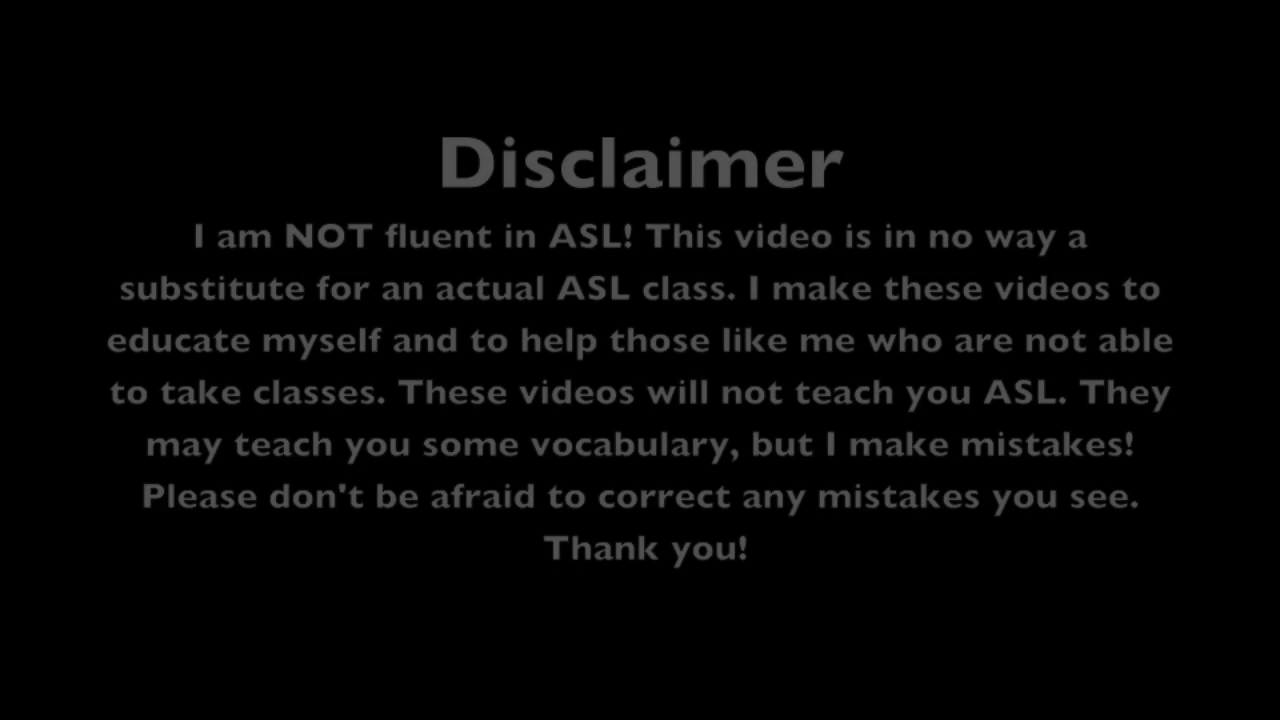 Disclaimer
I am NOT fluent in ASL! This video is in no way a
substitute for an actual ASL class. I make these videos to
educate myself and to help those like me who are not able
to take classes. These videos will not teach you ASL. They
may teach you some vocabulary, but I make mistakes!
Please don't be afraid to correct any mistakes you see.
Thank you!